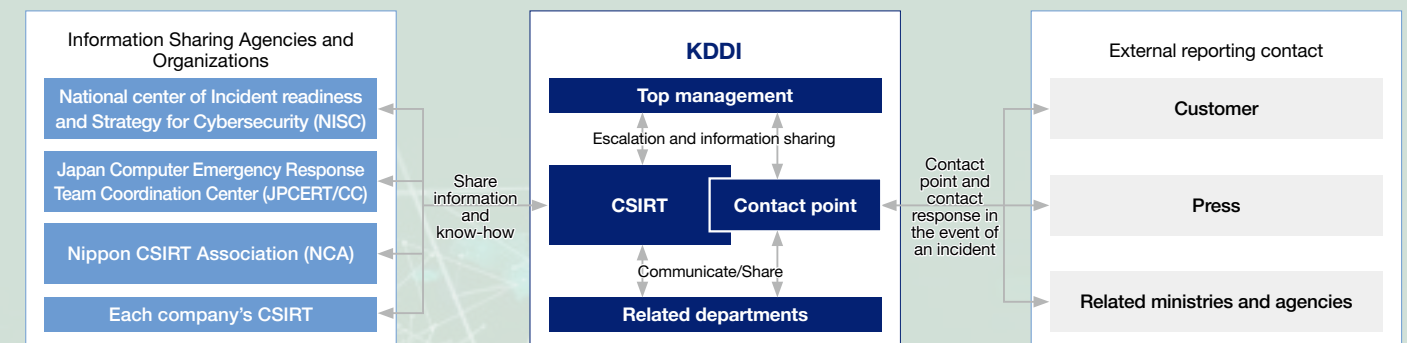 Information Sharing Agencies and
Organizations
National center of Incident readiness
and Strategy for Cybersecurity (NISC)
Japan Computer Emergency Response
Team Coordination Center (JPCERT/CC)
Nippon CSIRT Association (NCA)
Each company's CSIRT
Share
information
and
know-how
KDDI
Top management
Escalation and information sharing
CSIRT
Contact point
Communicate/Share
Related departments
Contact
point and
contact
response in
the event of
an incident
External reporting contact
Customer
Press
Related ministries and agencies